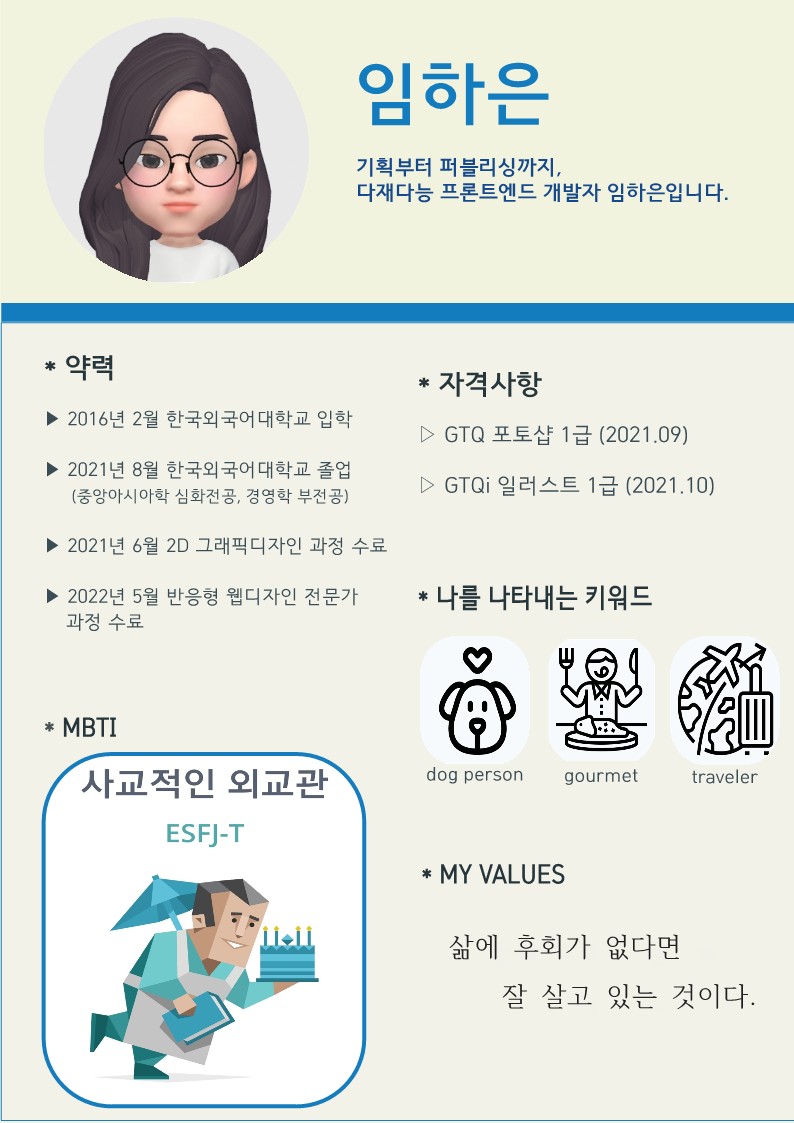 임하은
기획부터 퍼블리싱까지,
다재다능 프론트엔드 개발자 임하은입니다.
* 약력
▶ 2016년 2월 한국외국어대학교 입학
▶ 2021년 8월 한국외국어대학교 졸업
(중앙아시아학 심화전공, 경영학 부전공)
▶ 2021년 6월 2D 그래픽디자인 과정 수료
▶ 2022년 5월 반응형 웹디자인 전문가
과정 수료
* MBTI
사교적인 외교관
ESFJ-T
* 자격사항
▷ GTQ 포토샵 1급 (2021.09)
▷ GTQi 일러스트 1급 (2021.10)
* 나를 나타내는 키워드
dog person
gourmet
traveler
* MY VALUES
삶에 후회가 없다면
잘 살고 있는 것이다.